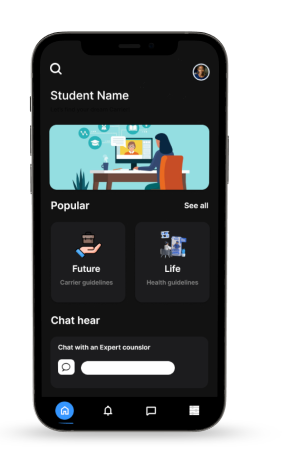 Student Name
Popular
See all
Future
Carrier guidelines
Life
Health guidelines
Chat hear
Chat with an Expert counslor